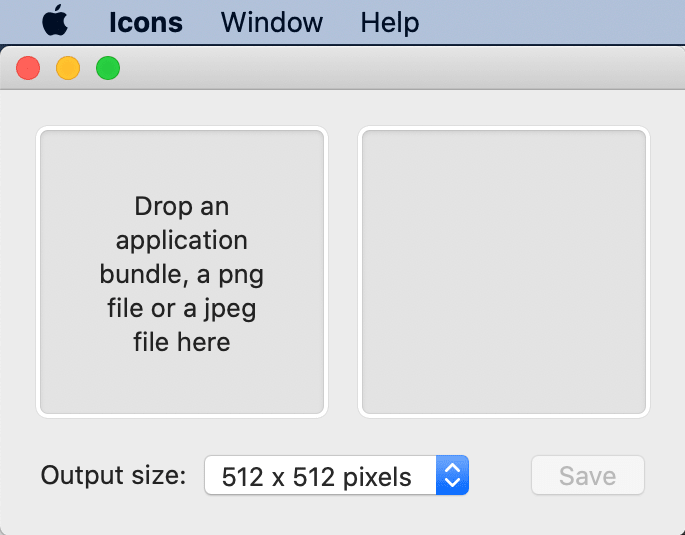 Icons Window Help
Drop an
application
bundle, a png
file or a jpeg
file here
Output size: 512 x 512 pixels Save